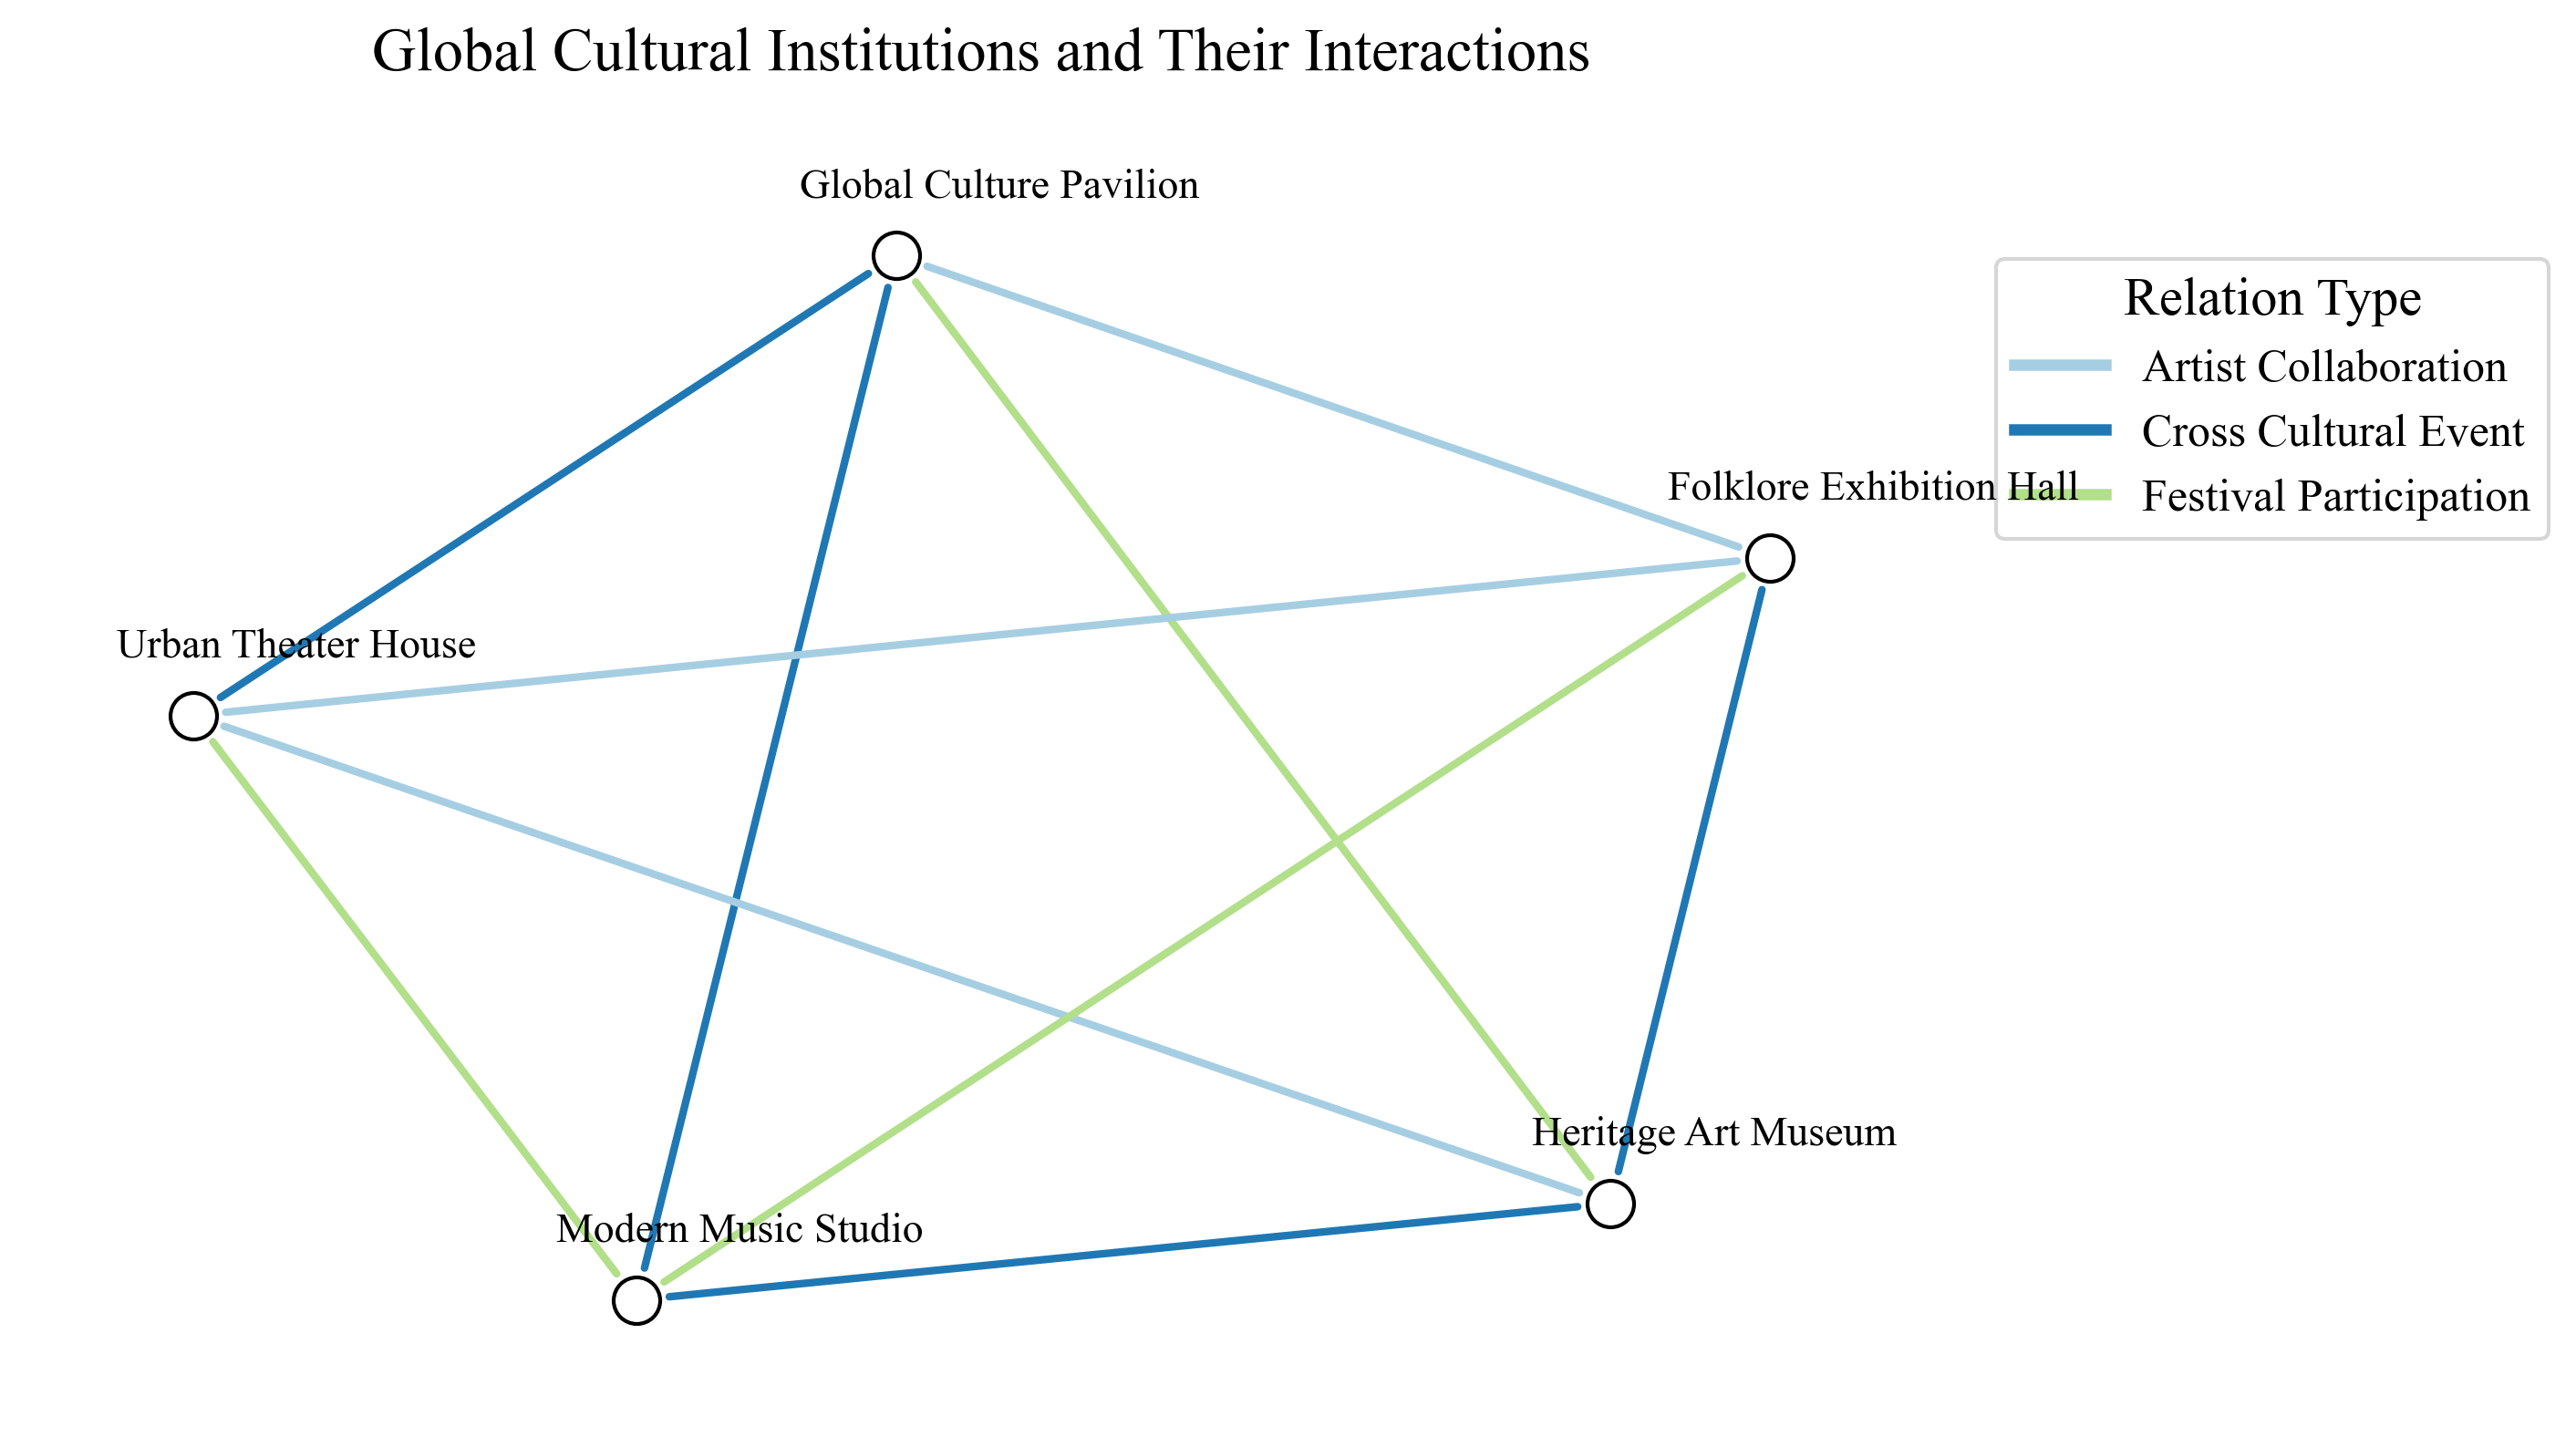 Global Cultural Institutions and Their Interactions
Global Culture Pavilion
Relation Type
Artist Collaboration
Cross Cultural Event
Festival Participation
Folklore Exhibition Hall
Urban Theater House
Heritage Art Museum
Modern Music Studio